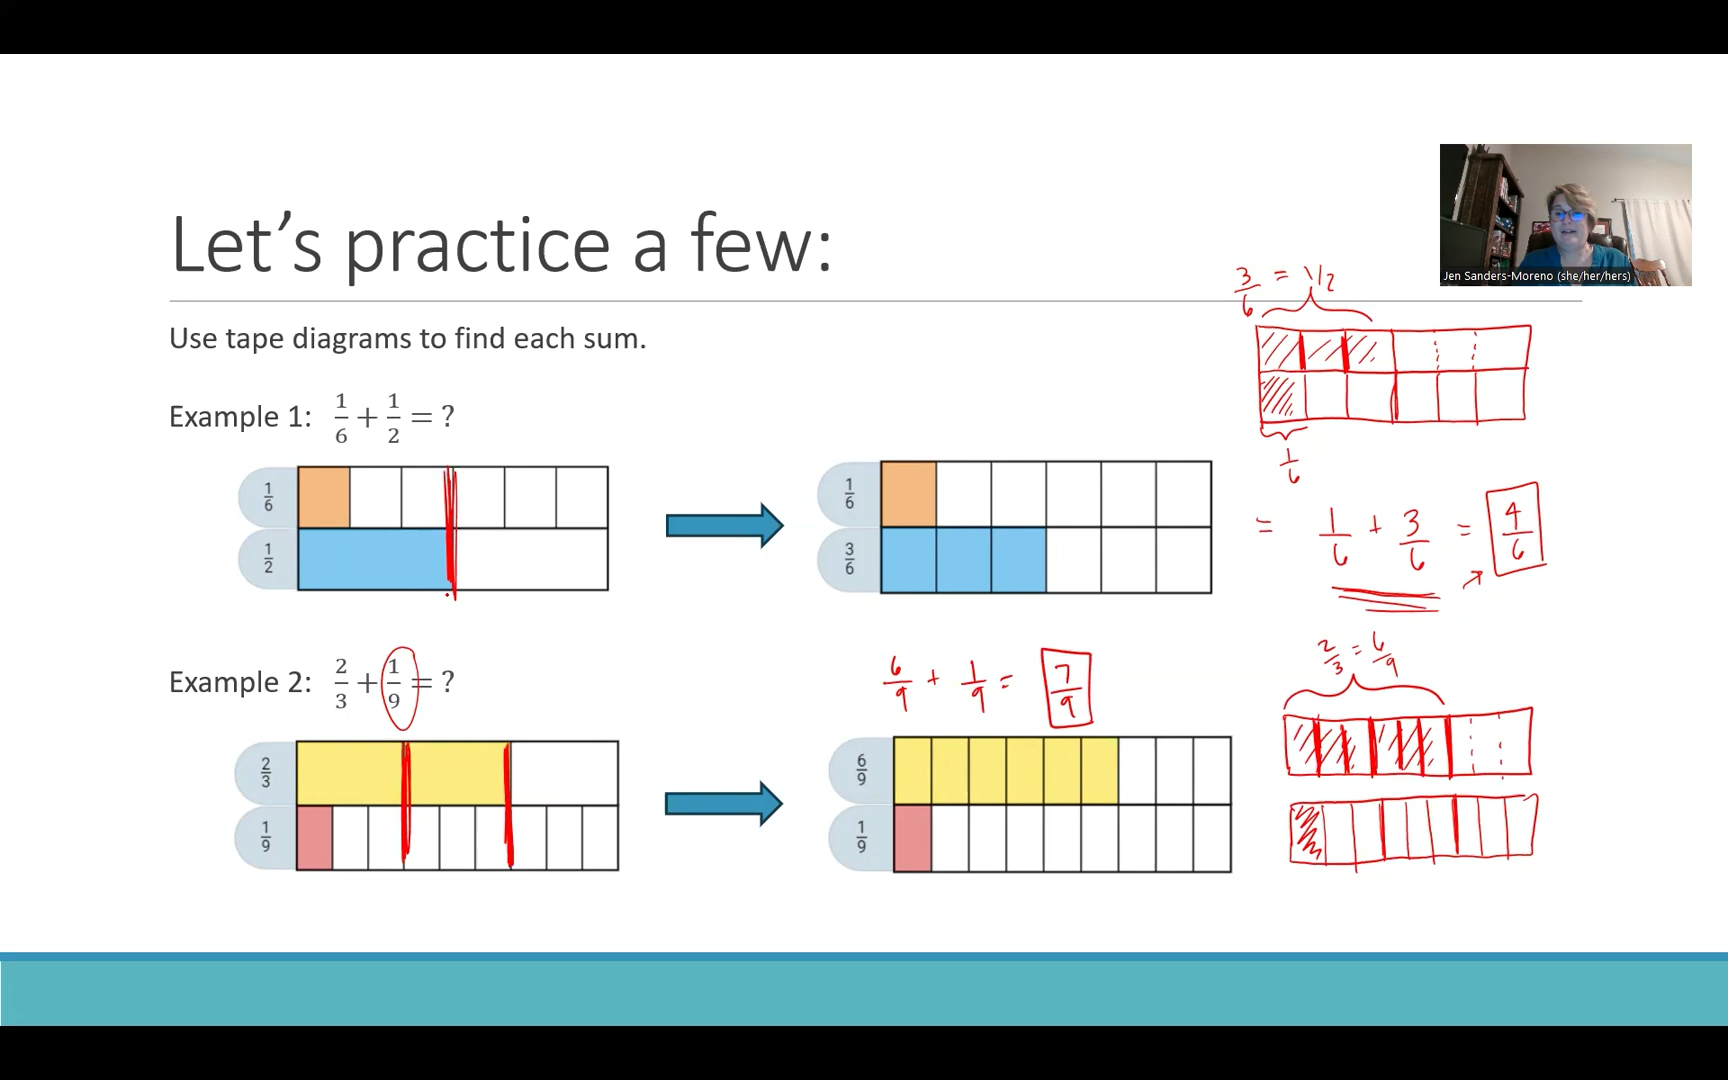 Let's practice a few:
Jen Sanders-Moreno (she/her/hers)
Use tape diagrams to find each sum.
3/6 = 1/2
Example 1: 1/6 + 1/2 = ?
1/6
1/2
1/6
3/6
1/6
= 1/6 + 3/6 = 4/6
Example 2: 2/3 + 1/9 = ?
6/9 + 1/9 = 7/9
2/3 = 6/9
2/3
1/9
6/9
1/9